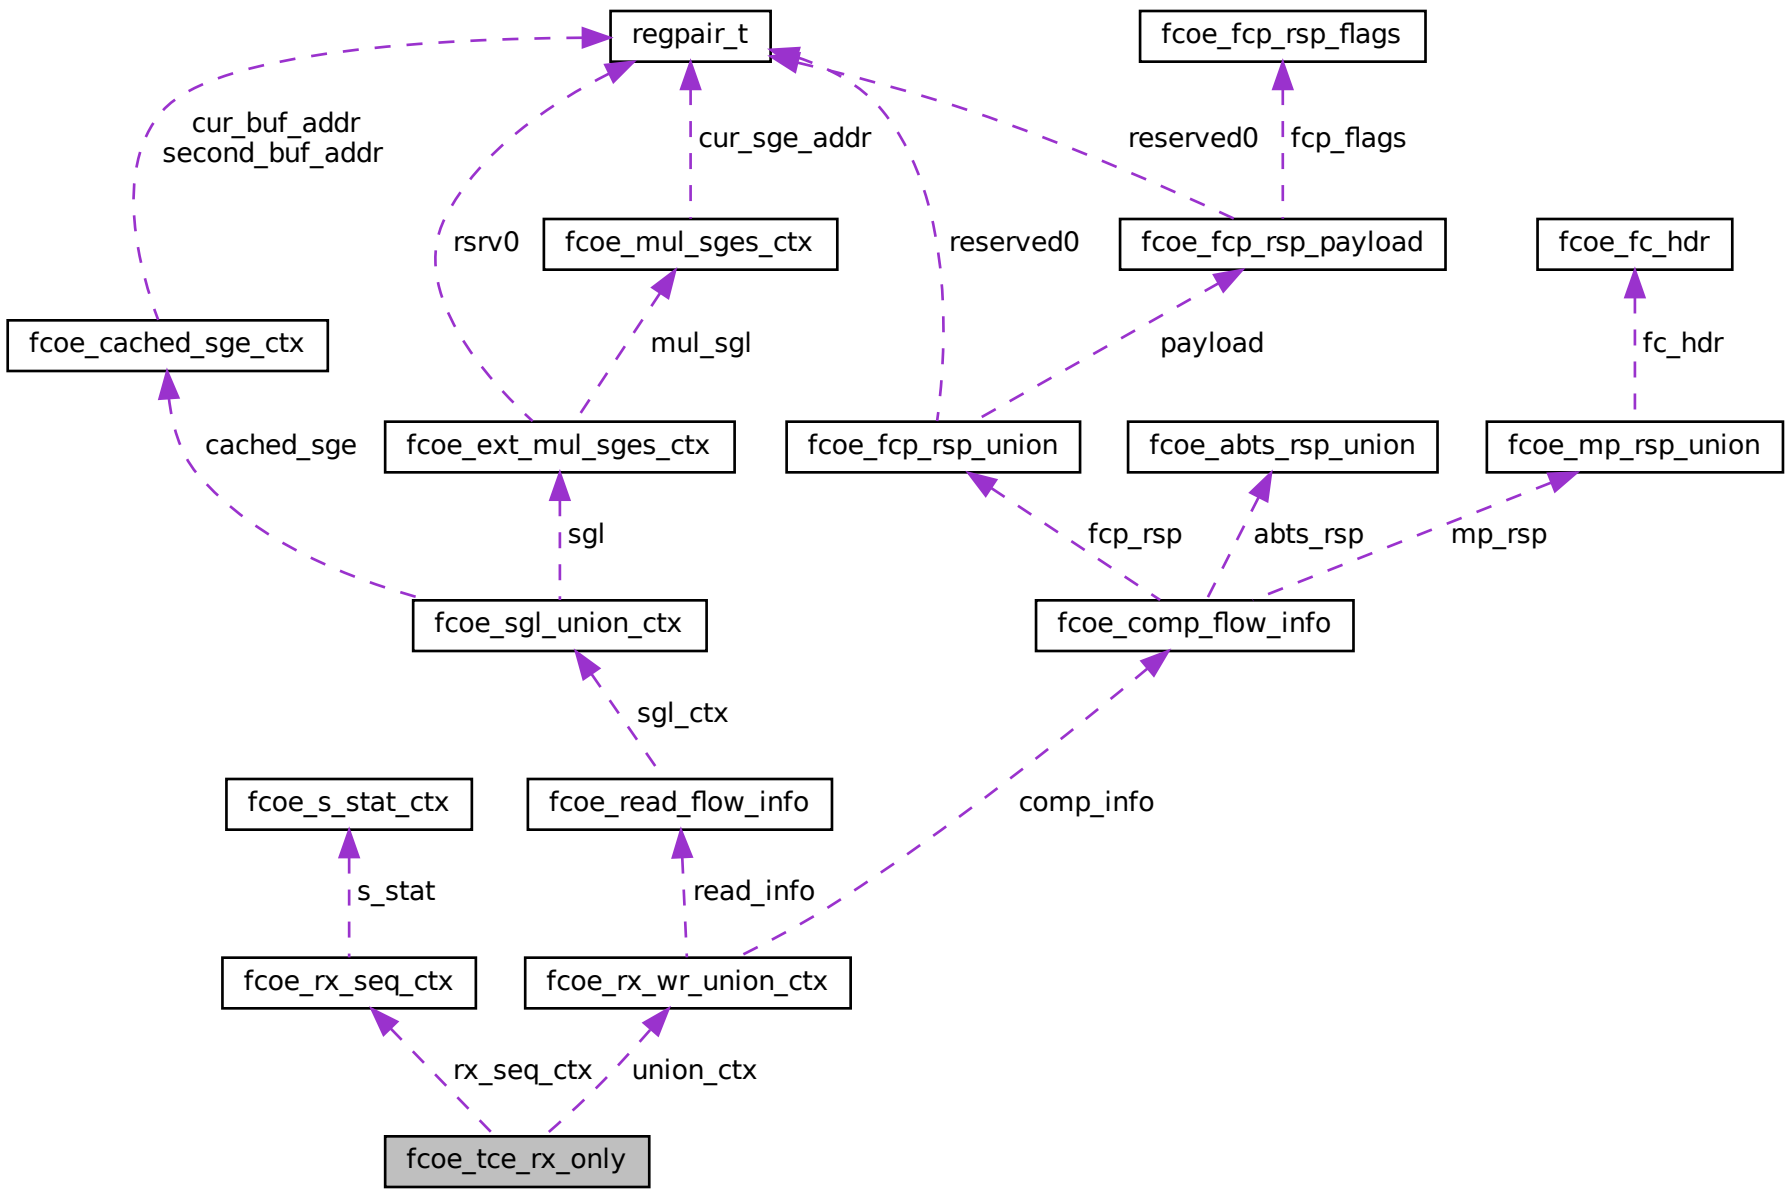 regpair_t
fcoe_fcp_rsp_flags
cur_buf_addr
second_buf_addr
cur_sge_addr
reserved0
fcp_flags
rsrv0
fcoe_mul_sges_ctx
reserved0
fcoe_fcp_rsp_payload
fcoe_fc_hdr
fcoe_cached_sge_ctx
mul_sgl
payload
fc_hdr
cached_sge
fcoe_ext_mul_sges_ctx
fcoe_fcp_rsp_union
fcoe_abts_rsp_union
fcoe_mp_rsp_union
sgl
fcp_rsp
abts_rsp
mp_rsp
fcoe_sgl_union_ctx
fcoe_comp_flow_info
sgl_ctx
fcoe_s_stat_ctx
fcoe_read_flow_info
comp_info
s_stat
read_info
fcoe_rx_seq_ctx
fcoe_rx_wr_union_ctx
rx_seq_ctx
union_ctx
fcoe_tce_rx_only